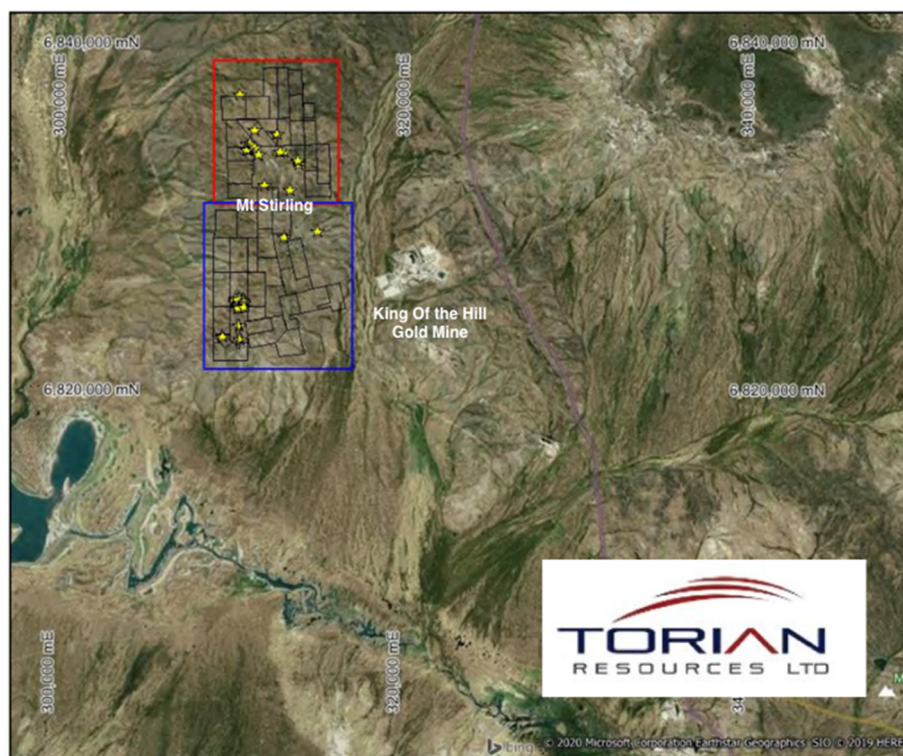 6,840,000 mN
6,840,000 mN
300,000 mE
320,000 mE
340,000 mE
Mt Stirling
King Of the Hill
Gold Mine
6,820,000 mN
6,820,000 mN
TORIAN
RESOURCES LTD
300,000 mE
320,000 mE
bing
© 2020 Microsoft Corporation Earthstar Geographics SIO © 2019 HERE